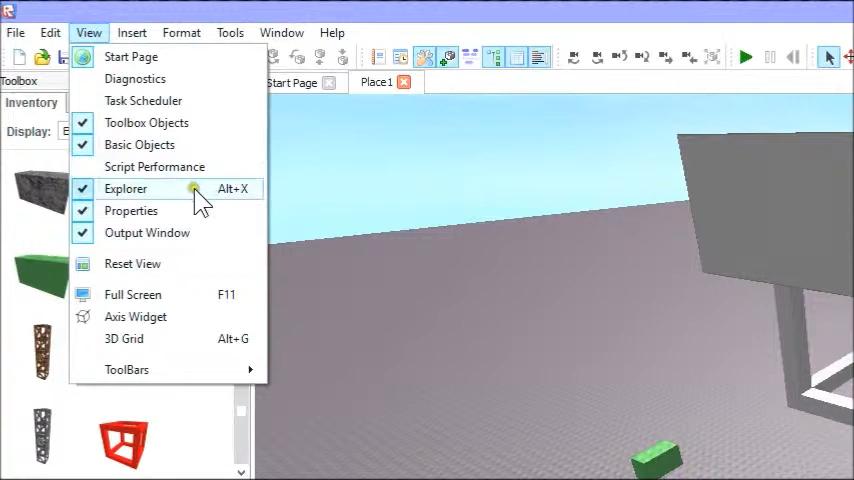 File Edit View Insert Format Tools Window Help
Toolbox
Start Page
Place1
Inventory
Display:
Start Page
Diagnostics
Task Scheduler
Toolbox Objects
Basic Objects
Script Performance
Explorer Alt+X
Properties
Output Window
Reset View
Full Screen F11
Axis Widget
3D Grid Alt+G
ToolBars